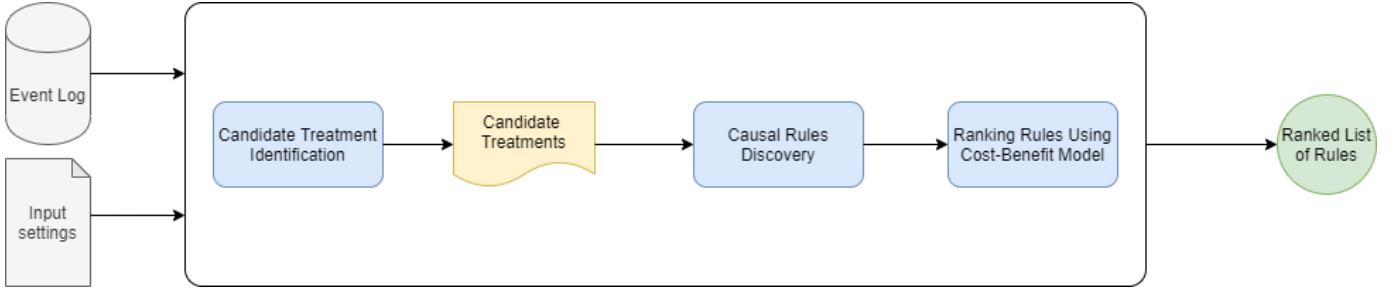 Event Log
Input
settings
Candidate Treatment
Identification
Candidate
Treatments
Causal Rules
Discovery
Ranking Rules Using
Cost-Benefit Model
Ranked List
of Rules